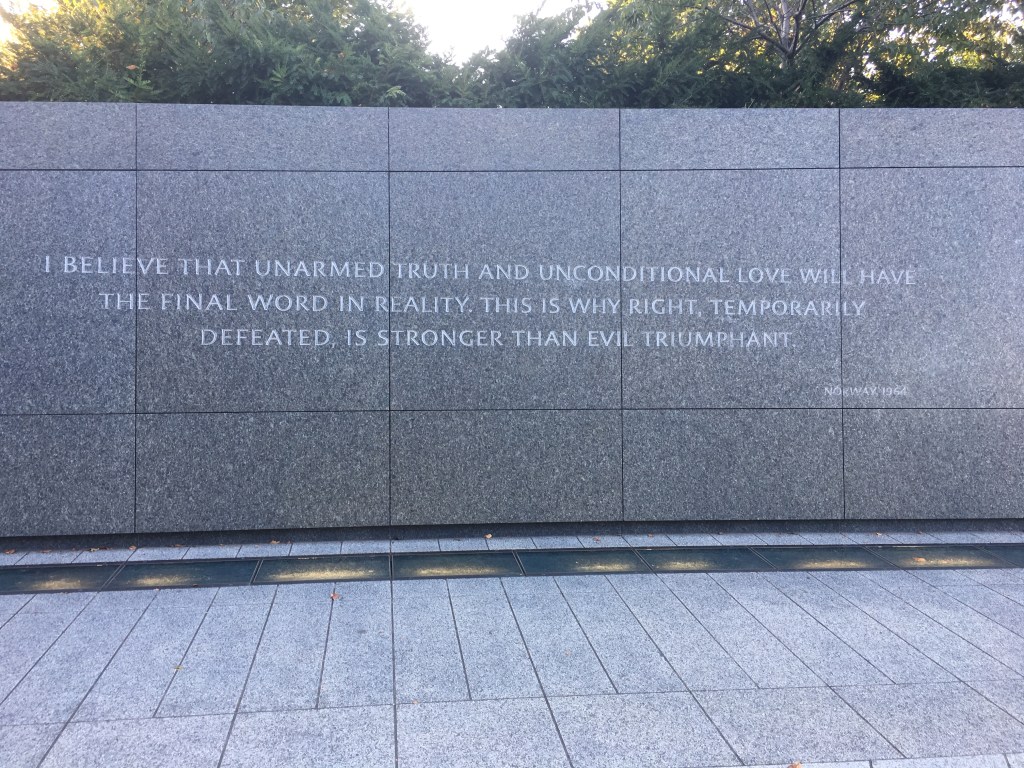 I BELIEVE THAT UNARMED TRUTH AND UNCONDITIONAL LOVE WILL HAVE
THE FINAL WORD IN REALITY. THIS IS WHY RIGHT, TEMPORARILY
DEFEATED, IS STRONGER THAN EVIL TRIUMPHANT.
NORWAY 1964